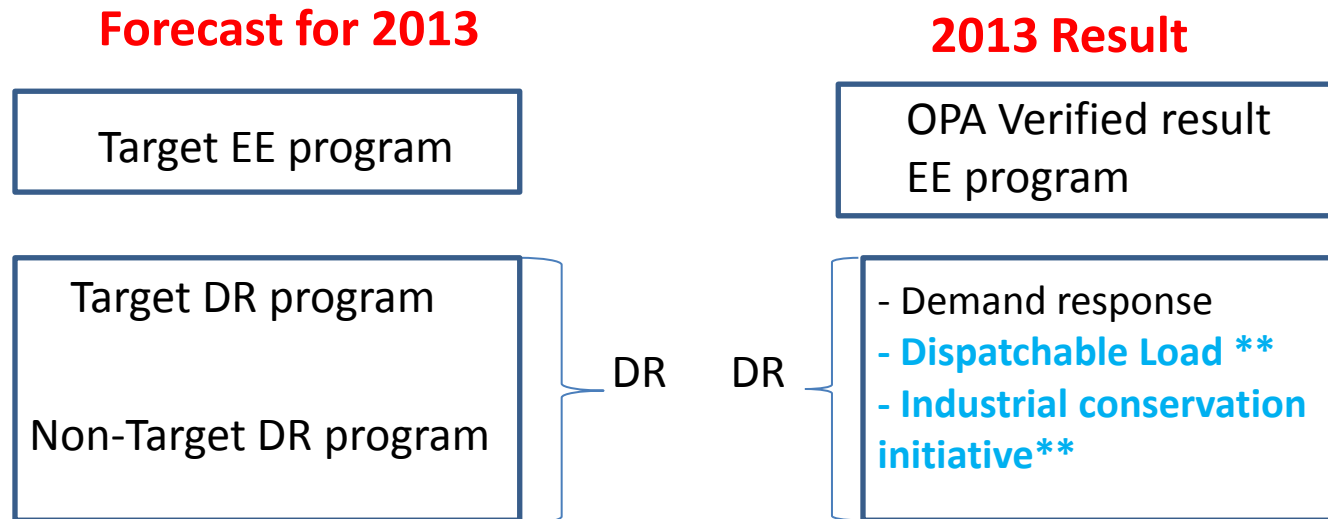 Forecast for 2013
Target EE program
Target DR program
Non-Target DR program
DR
2013 Result
OPA Verified result
EE program
DR
- Demand response
- Dispatchable Load **
- Industrial conservation
initiative**